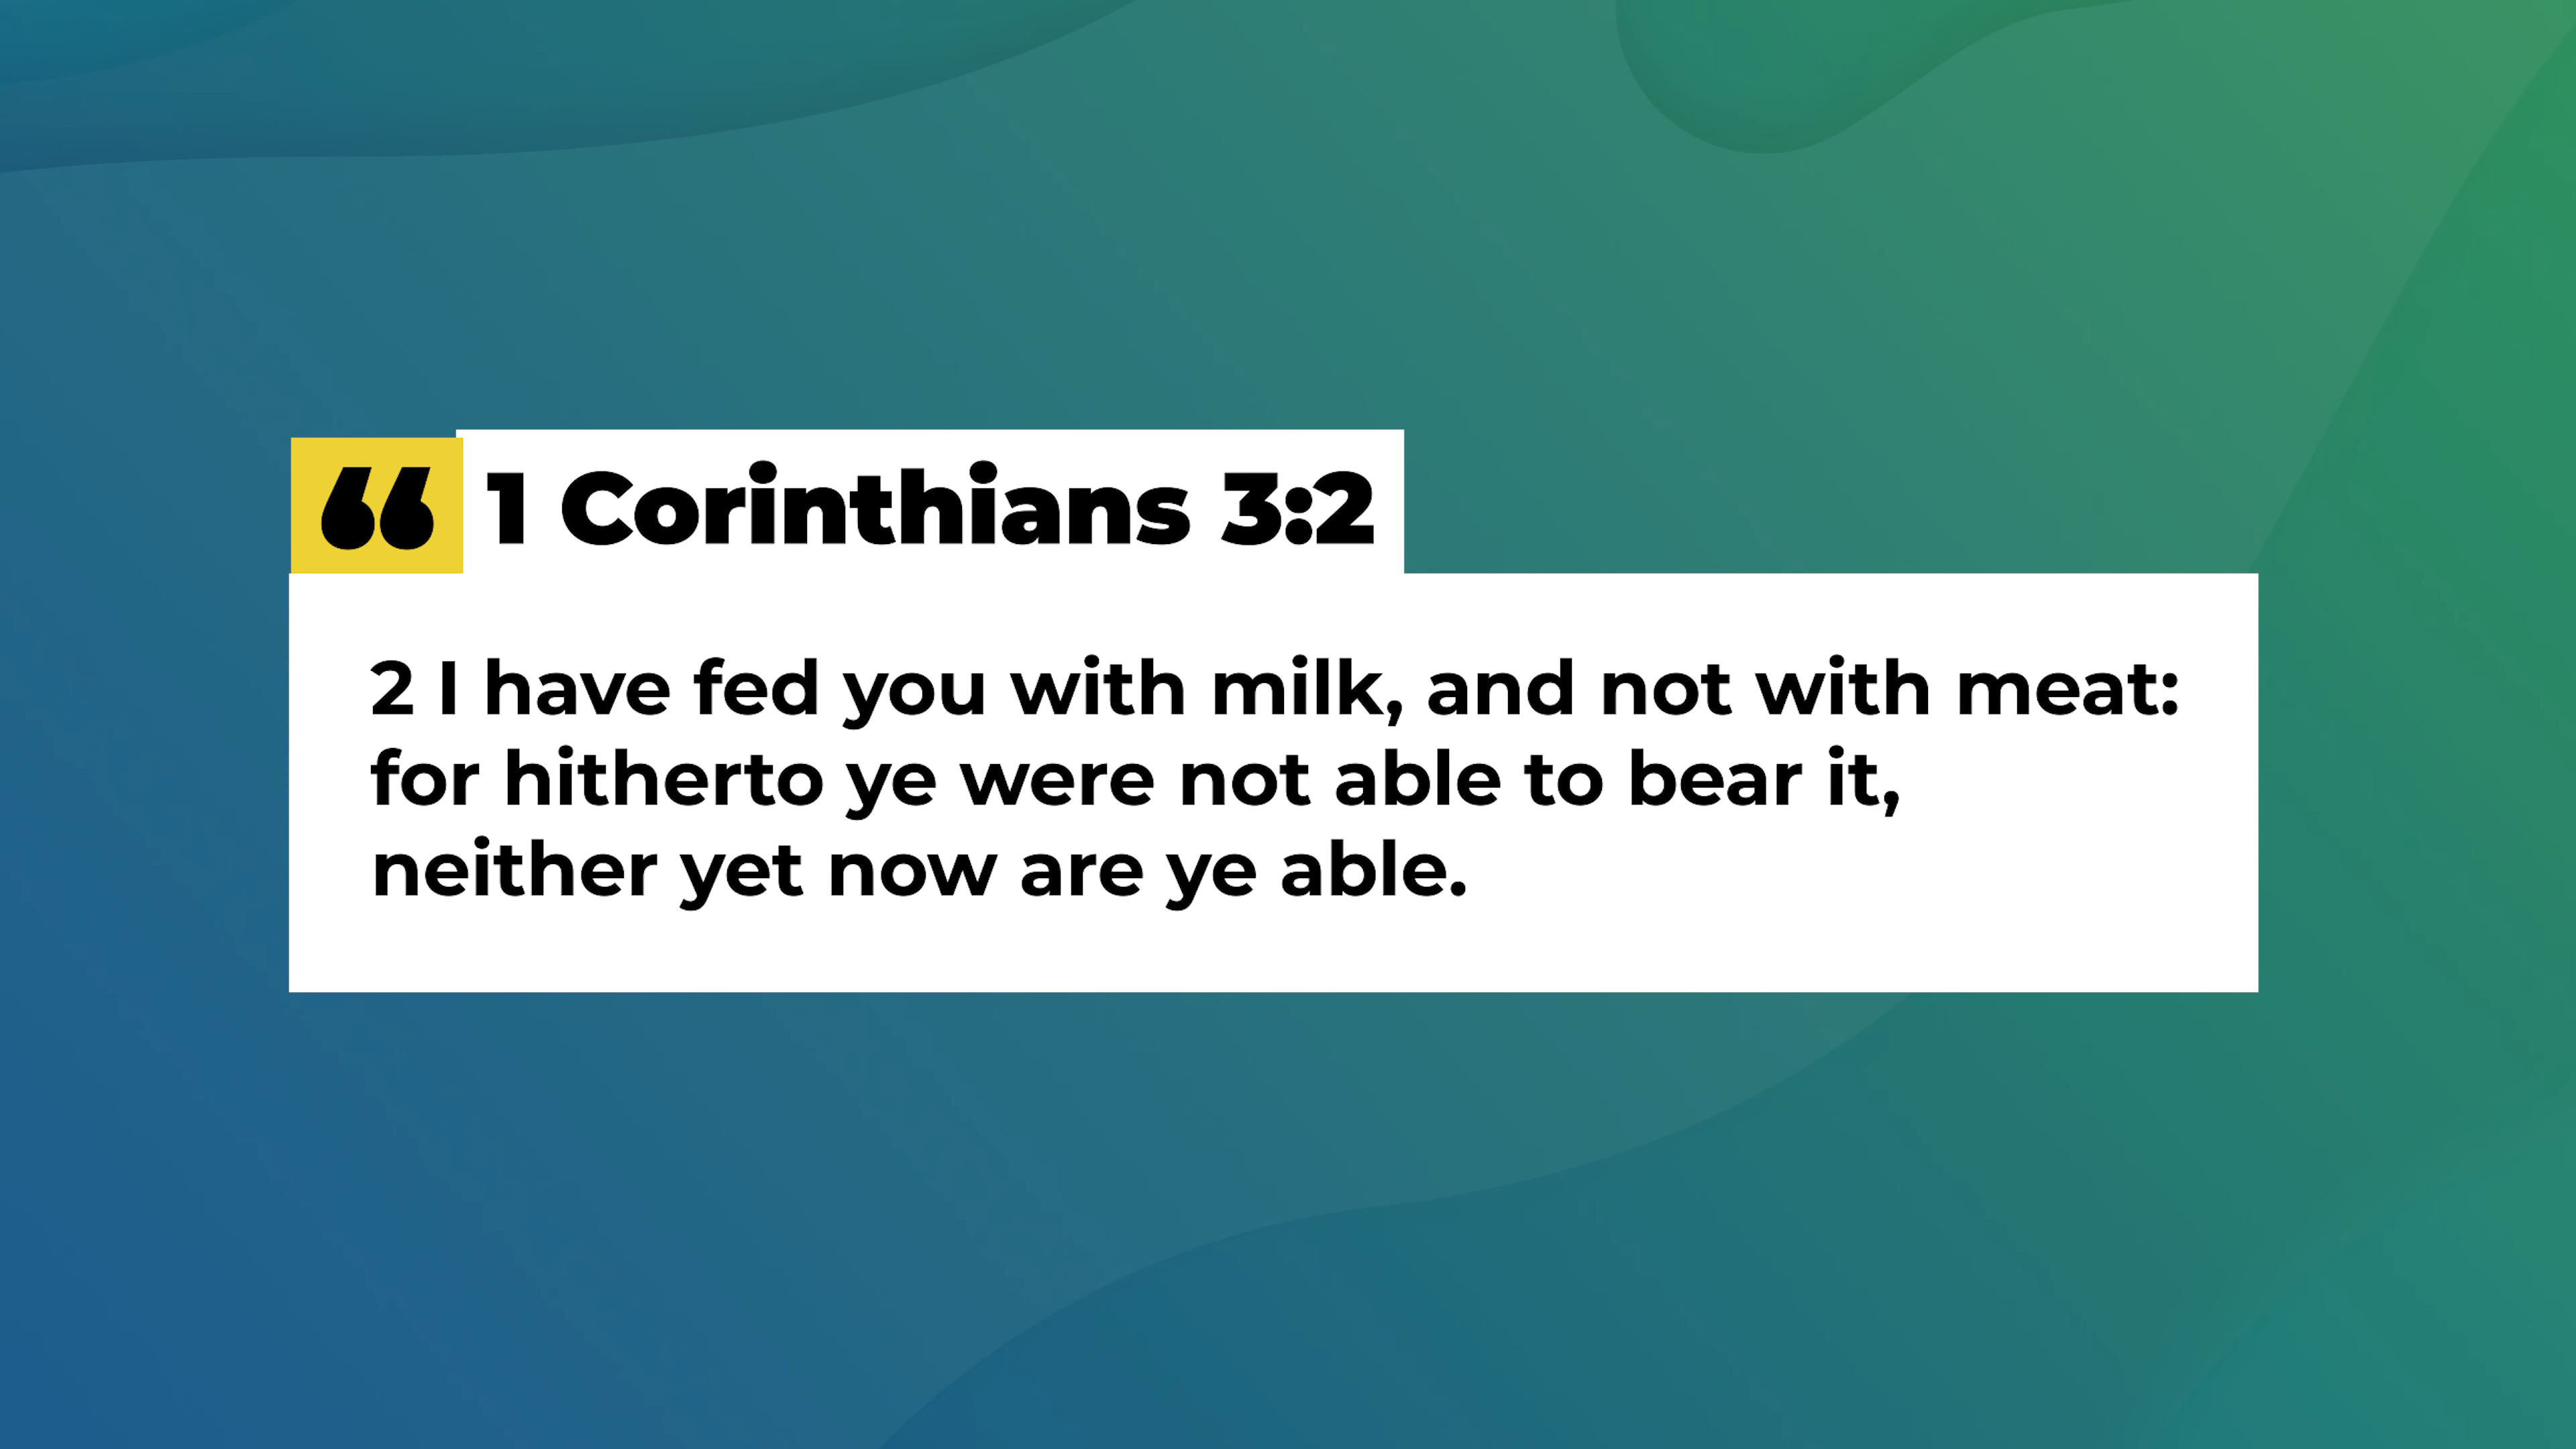 “ 1 Corinthians 3:2
2 I have fed you with milk, and not with meat:
for hitherto ye were not able to bear it,
neither yet now are ye able.